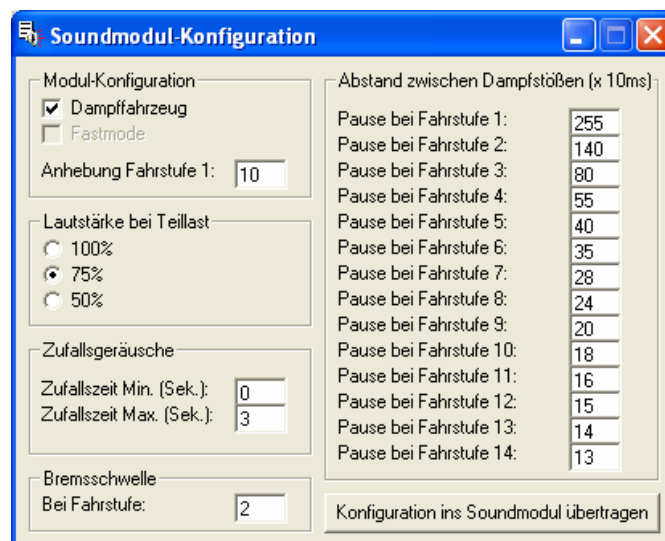 Soundmodul-Konfiguration
Modul-Konfiguration
Dampffahrzeug
Fastmode
Anhebung Fahrstufe 1: 10
Lautstärke bei Teillast
100%
75%
50%
Zufallsgeräusche
Zufallszeit Min. (Sek.): 0
Zufallszeit Max. (Sek.): 3
Bremsschwelle
Bei Fahrstufe: 2
Abstand zwischen Dampfstößen (x 10ms)
Pause bei Fahrstufe 1: 255
Pause bei Fahrstufe 2: 140
Pause bei Fahrstufe 3: 80
Pause bei Fahrstufe 4: 55
Pause bei Fahrstufe 5: 40
Pause bei Fahrstufe 6: 35
Pause bei Fahrstufe 7: 28
Pause bei Fahrstufe 8: 24
Pause bei Fahrstufe 9: 20
Pause bei Fahrstufe 10: 18
Pause bei Fahrstufe 11: 16
Pause bei Fahrstufe 12: 15
Pause bei Fahrstufe 13: 14
Pause bei Fahrstufe 14: 13
Konfiguration ins Soundmodul übertragen